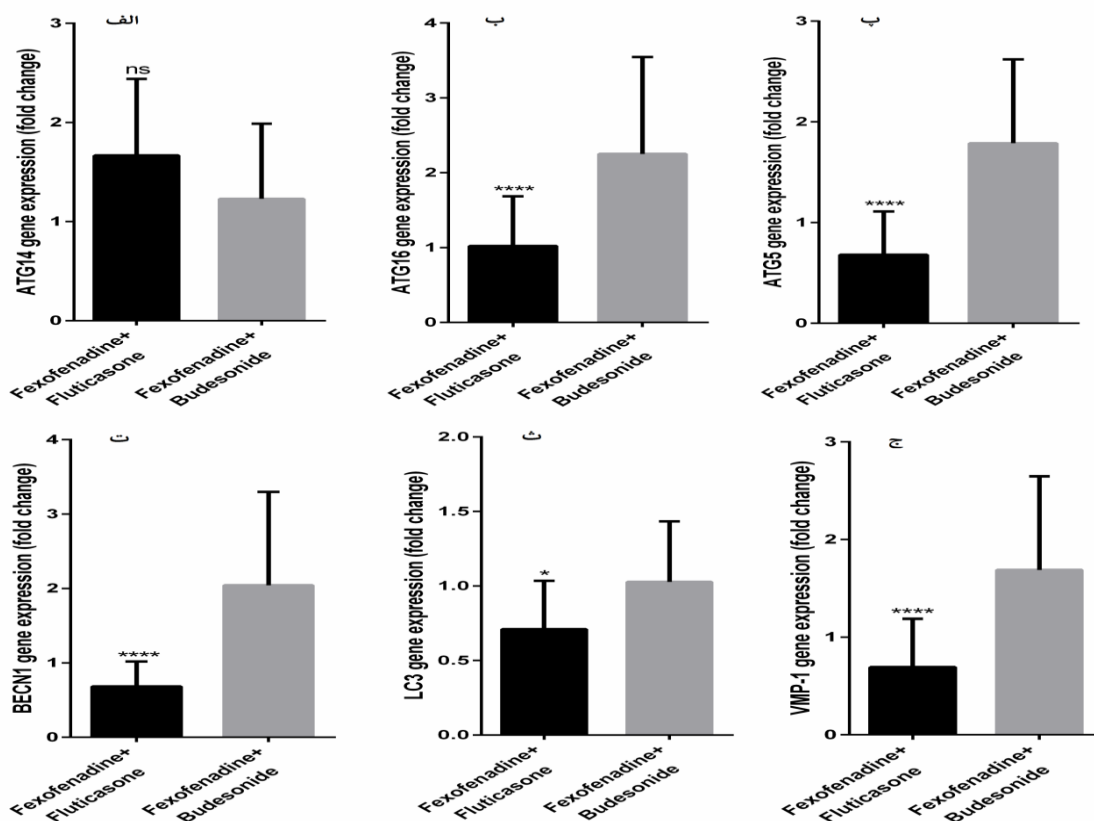 الف
ATG14 gene expression (fold change)
3
2
1
0
ns
Fexofenadine+
Fluticasone
Fexofenadine+
Budesonide
ب
ATG16 gene expression (fold change)
4
3
2
1
0
****
Fexofenadine+
Fluticasone
Fexofenadine+
Budesonide
پ
ATG5 gene expression (fold change)
3
2
1
0
****
Fexofenadine+
Fluticasone
Fexofenadine+
Budesonide
ت
BECN1 gene expression (fold change)
4
3
2
1
0
****
Fexofenadine+
Fluticasone
Fexofenadine+
Budesonide
ث
LC3 gene expression (fold change)
2.0
1.5
1.0
0.5
0.0
*
Fexofenadine+
Fluticasone
Fexofenadine+
Budesonide
ج
VMP-1 gene expression (fold change)
3
2
1
0
****
Fexofenadine+
Fluticasone
Fexofenadine+
Budesonide